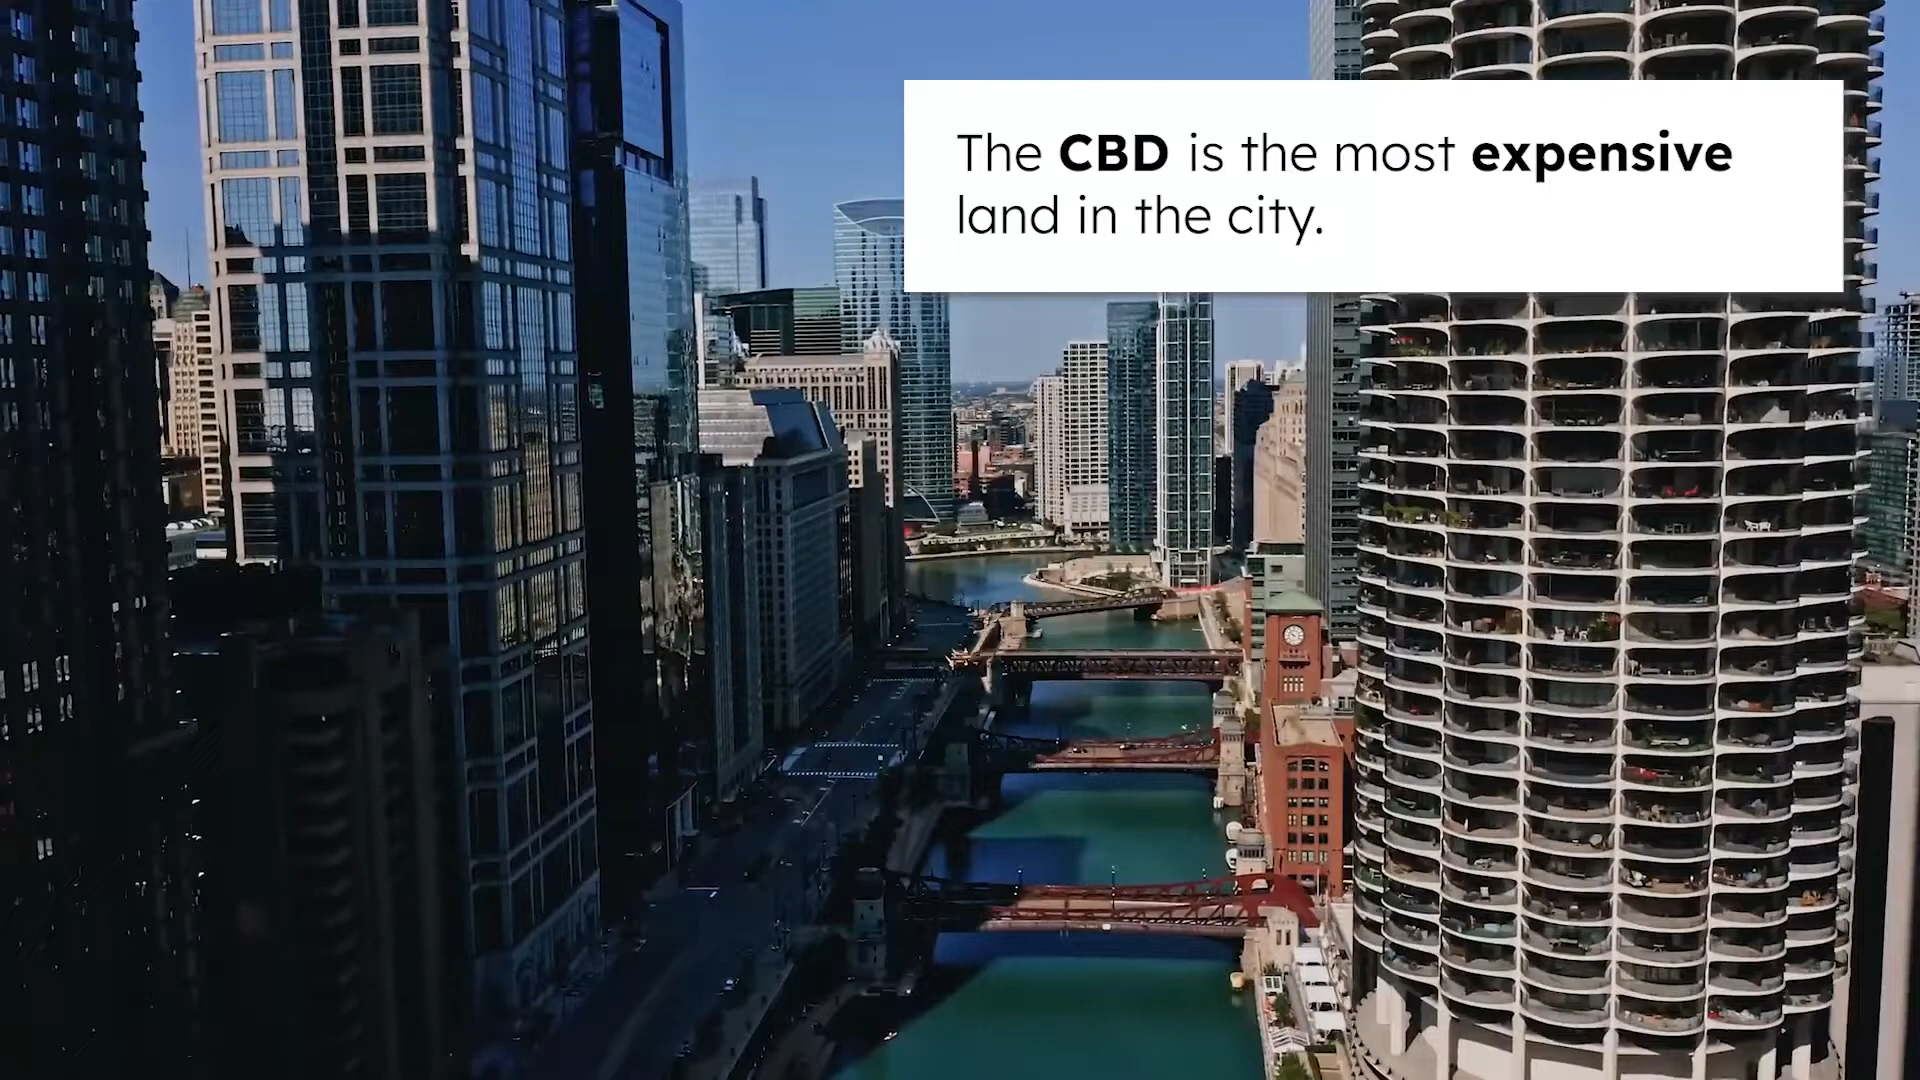 The CBD is the most expensive
land in the city.